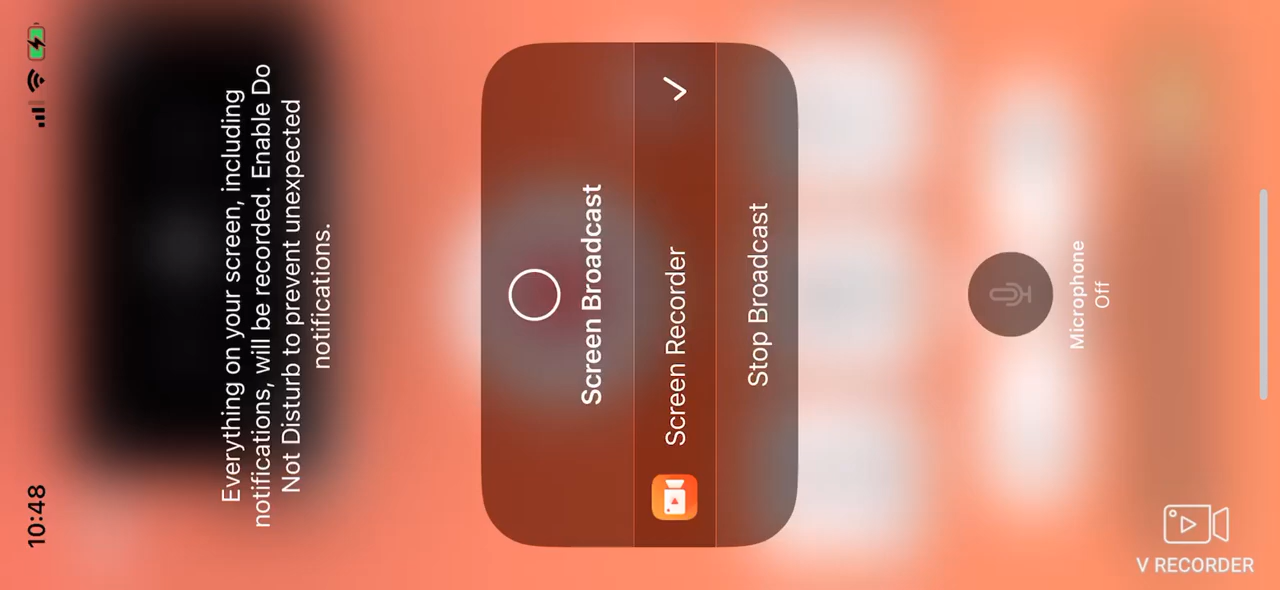 10:48
Everything on your screen, including
notifications, will be recorded. Enable Do
Not Disturb to prevent unexpected
notifications.
Screen Broadcast
Screen Recorder
Stop Broadcast
Microphone
Off
V RECORDER